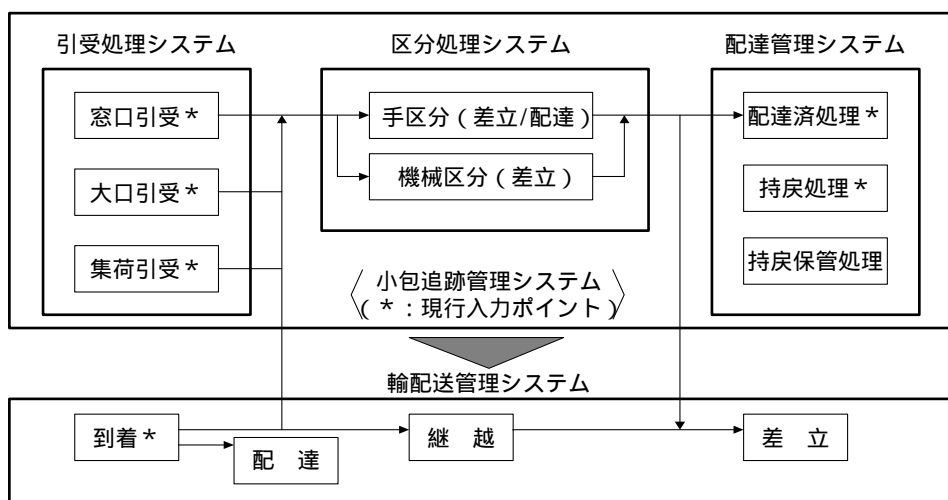 引受処理システム
区分処理システム
配達管理システム
窓口引受*
手区分(差立/配達)
配達済処理*
機械区分(差立)
大口引受*
持戻処理*
集荷引受*
持戻保管処理
小包追跡管理システム
(*:現行入力ポイント)
輸配送管理システム
到着*
継 越
差 立
配 達